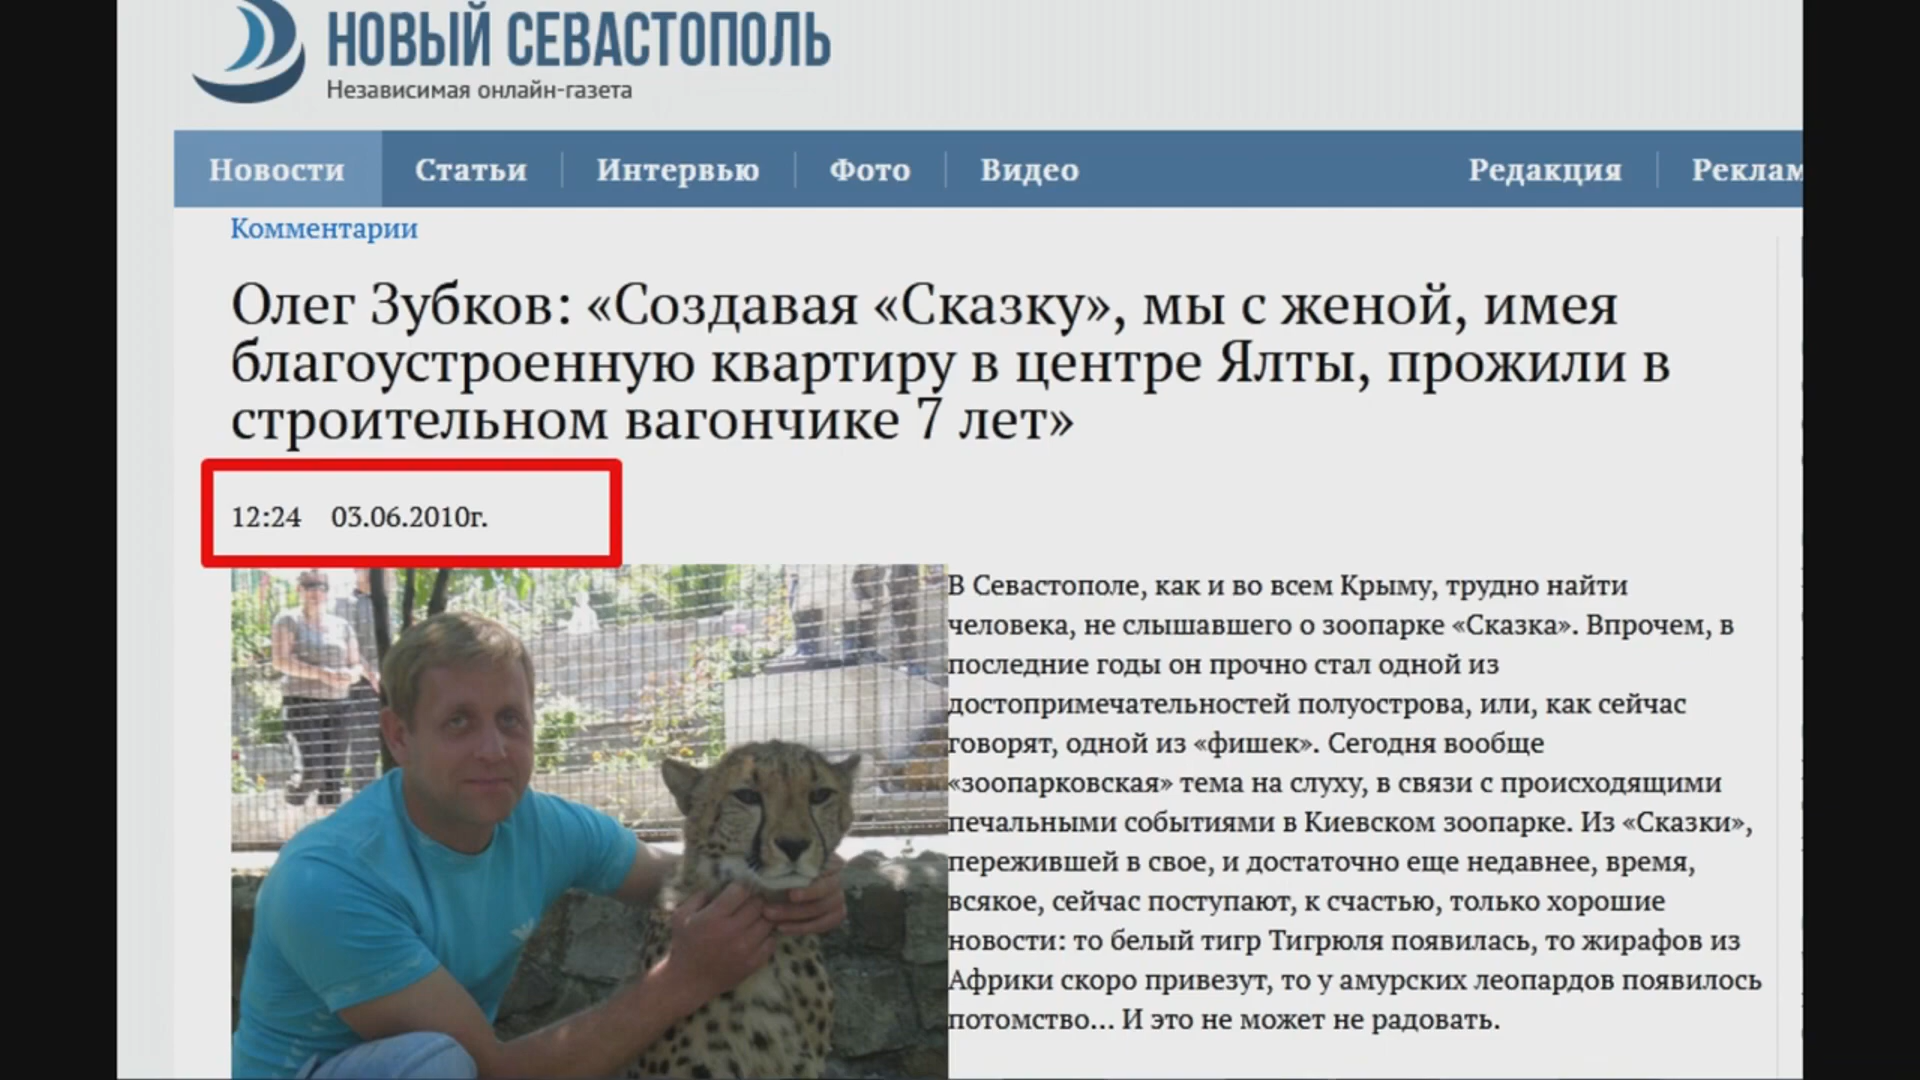 НОВЫЙ СЕВАСТОПОЛЬ
Независимая онлайн-газета
Новости Статьи Интервью Фото Видео Редакция Реклам
Комментарии
Олег Зубков: «Создавая «Сказку», мы с женой, имея
благоустроенную квартиру в центре Ялты, прожили в
строительном вагончике 7 лет»
12:24 03.06.2010г.
В Севастополе, как и во всем Крыму, трудно найти
человека, не слышавшего о зоопарке «Сказка». Впрочем, в
последние годы он прочно стал одной из
достопримечательностей полуострова, или, как сейчас
говорят, одной из «фишек». Сегодня вообще
«зоопарковская» тема на слуху, в связи с происходящими
печальными событиями в Киевском зоопарке. Из «Сказки»,
пережившей в свое, и достаточно еще недавнее, время,
всякое, сейчас поступают, к счастью, только хорошие
новости: то белый тигр Тигрюля появилась, то жирафов из
Африки скоро привезут, то у амурских леопардов появилось
потомство... И это не может не радовать.